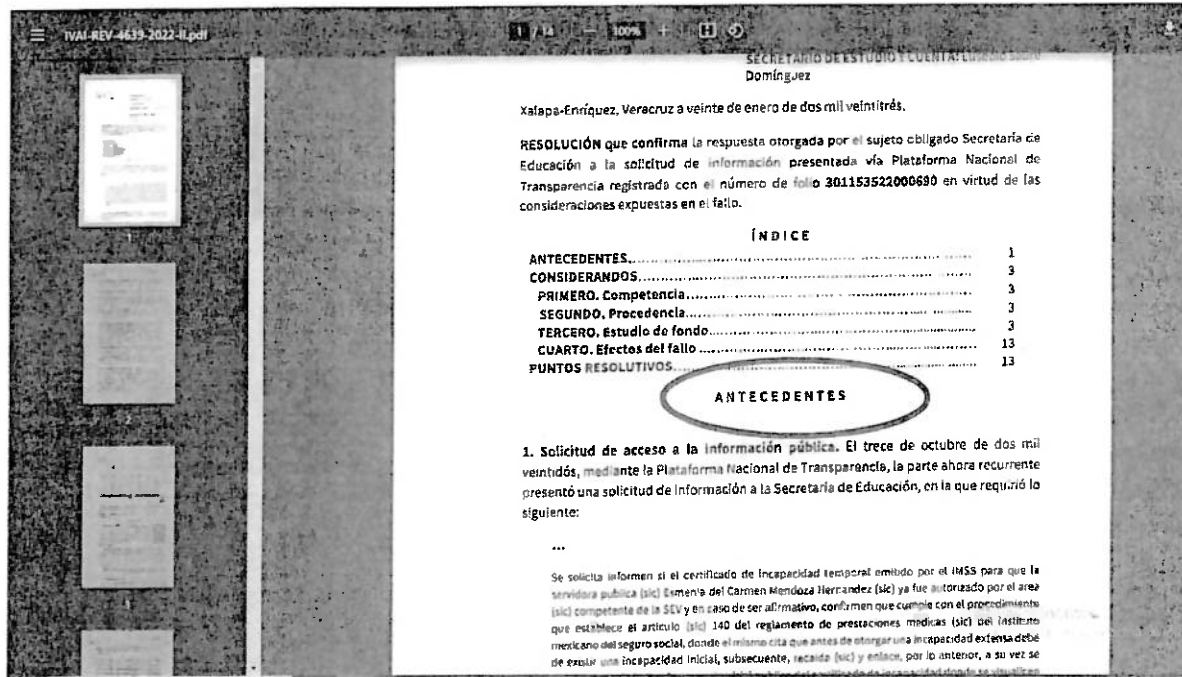 IVAI-REV-4639-2022-II.pdf
1 / 14
100%
SECRETARIO DE ESTUDIO Y CUENTA:
Domínguez
Xalapa-Enríquez, Veracruz a veinte de enero de dos mil veintitrés.
RESOLUCIÓN que confirma la respuesta otorgada por el sujeto obligado Secretaría de
Educación a la solicitud de información presentada vía Plataforma Nacional de
Transparencia registrada con el número de folio 301153522000690 en virtud de las
consideraciones expuestas en el fallo.
ÍNDICE
ANTECEDENTES 1
CONSIDERANDOS 3
PRIMERO. Competencia 3
SEGUNDO. Procedencia 3
TERCERO. Estudio de fondo 3
CUARTO. Efectos del fallo 13
PUNTOS RESOLUTIVOS 13
ANTECEDENTES
1. Solicitud de acceso a la información pública. El trece de octubre de dos mil
veintidós, mediante la Plataforma Nacional de Transparencia, la parte ahora recurrente
presentó una solicitud de información a la Secretaría de Educación, en la que requirió lo
siguiente:
...
Se solicita informen si el certificado de incapacidad temporal emitido por el IMSS para que la
servidora publica (sic) Esmeria del Carmen Mendoza Hernandez (sic) ya fue autorizado por el area
(sic) competente de la SEV y en caso de ser afirmativo, confirmen que cumple con el procedimiento
que establece el articulo (sic) 140 del reglamento de prestaciones medicas (sic) del instituto
mexicano del seguro social, donde el mismo cita que antes de otorgar una incapacidad extensa debé
de existir una incapacidad inicial, subsecuente, recaida (sic) y enlace, por lo anterior, a su vez se
del certificado de incapacidad donde se visualicen
1
2